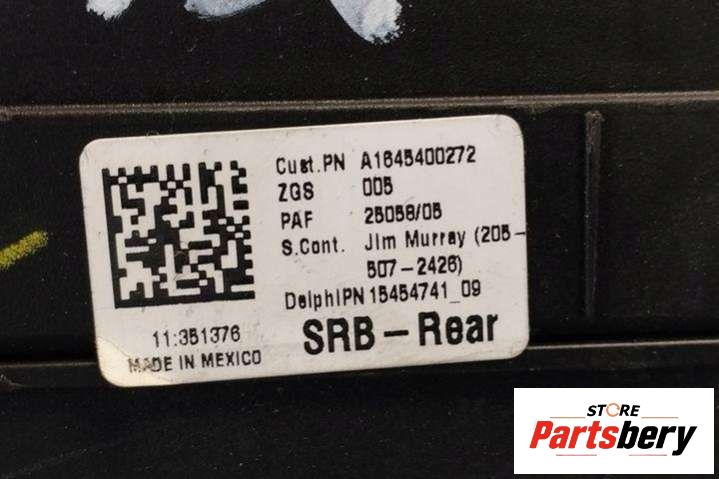 Cust.PN A1645400272
ZGS 005
PAF 25058/05
S.Cont. Jim Murray (205-
507-2426)
DelphiPN 15454741_09
11:351376
MADE IN MEXICO
SRB-Rear
STORE
Partsbery